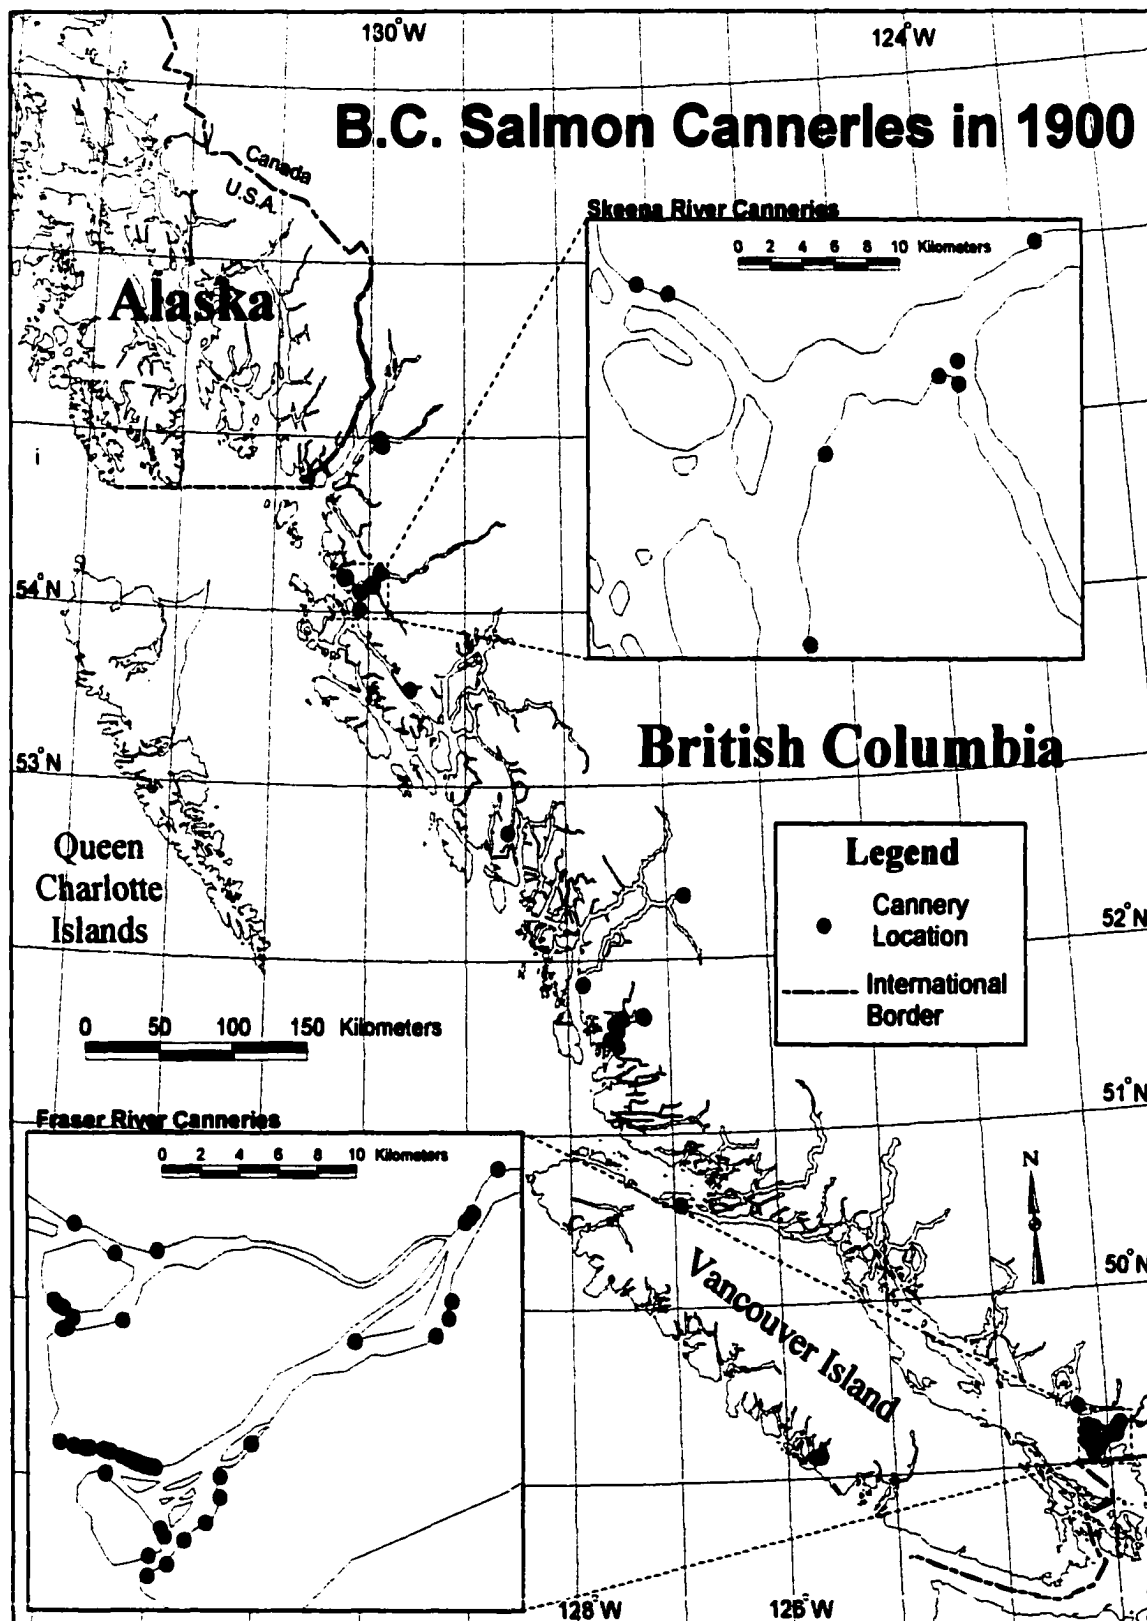 130°W
124°W
B.C. Salmon Canneries in 1900
Canada
U.S.A.
Skeena River Canneries
0 2 4 6 8 10 Kilometers
Alaska
54°N
British Columbia
53°N
Queen
Charlotte
Islands
Legend
Cannery
Location
International
Border
52°N
0 50 100 150 Kilometers
51°N
Fraser River Canneries
0 2 4 6 8 10 Kilometers
N
50°N
Vancouver Island
128°W
126°W